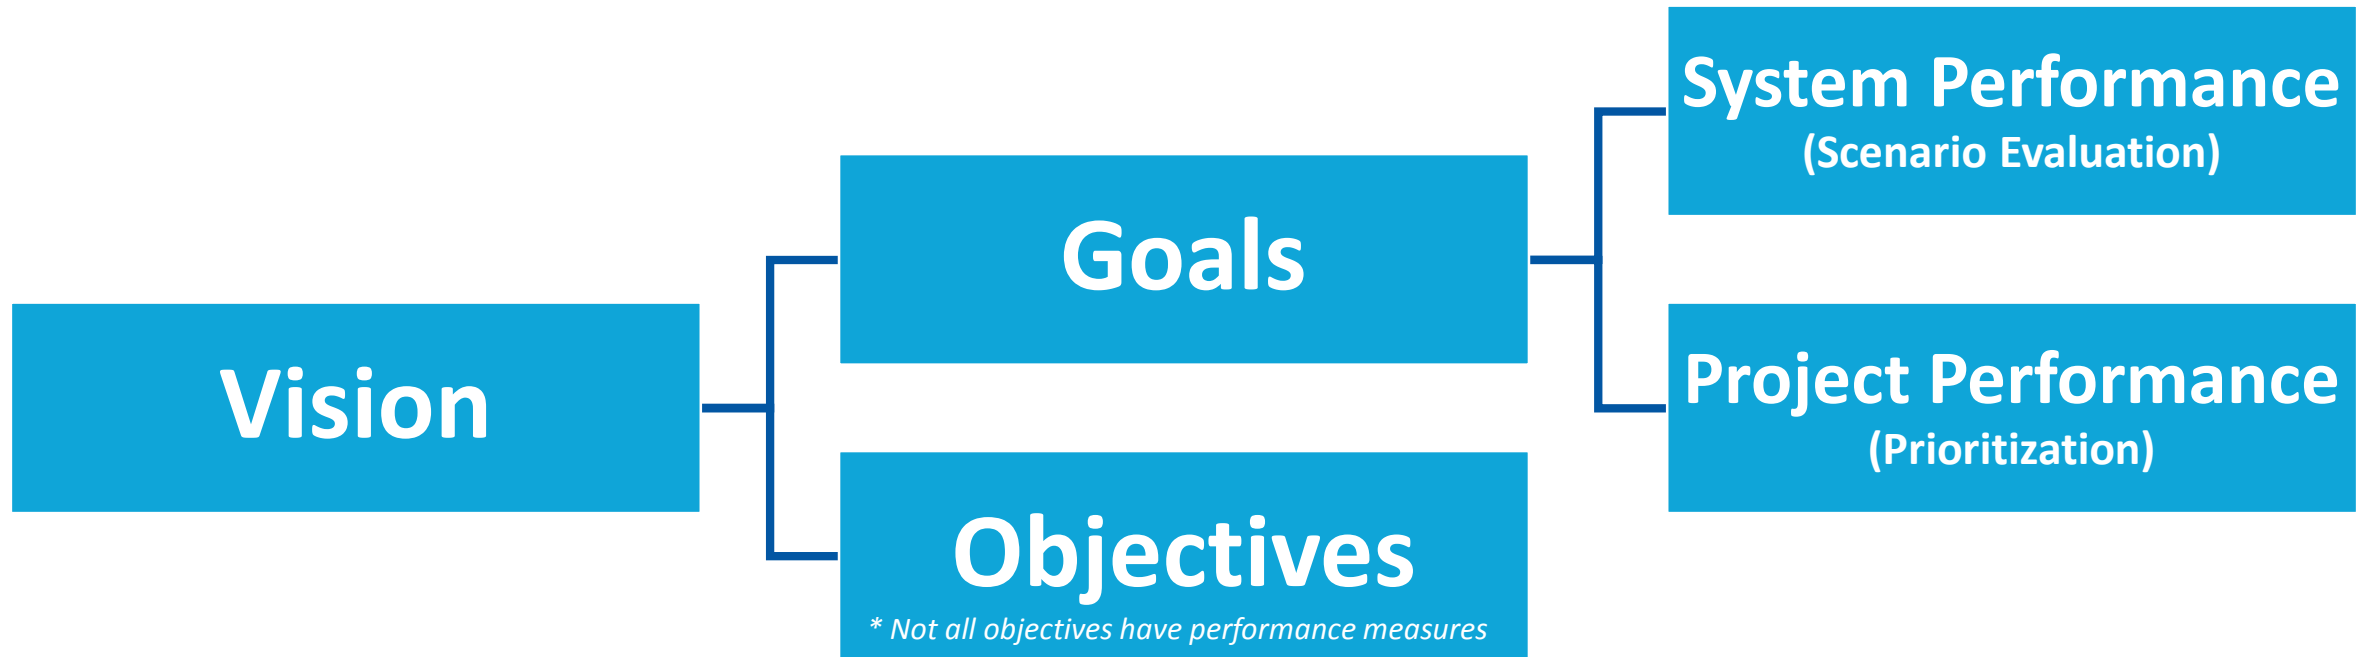 Vision
Goals
Objectives
* Not all objectives have performance measures
System Performance
(Scenario Evaluation)
Project Performance
(Prioritization)